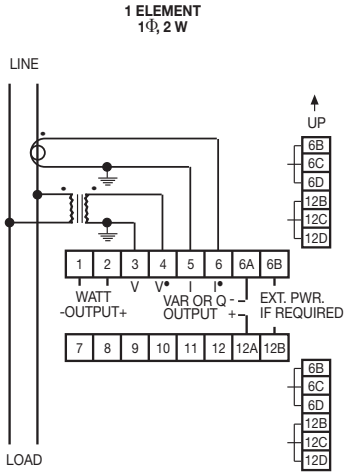 1 ELEMENT
1Φ, 2 W
LINE
UP
6B
6C
6D
12B
12C
12D
1 2 3 4 5 6 6A 6B
V V• I I•
WATT
-OUTPUT+
VAR OR Q -
OUTPUT +
EXT. PWR.
IF REQUIRED
7 8 9 10 11 12 12A 12B
6B
6C
6D
12B
12C
12D
LOAD